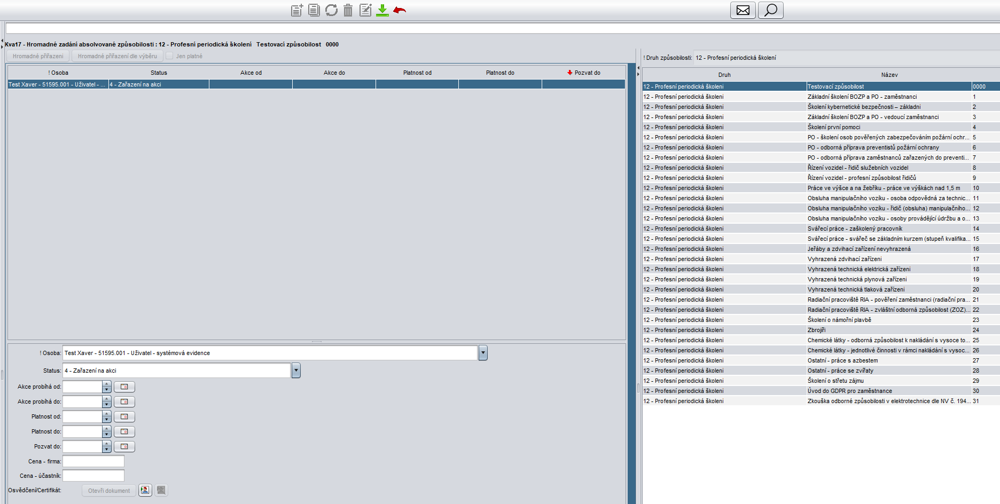 Kva17 - Hromadné zadání absolvované způsobilosti : 12 - Profesní periodická školení   Testovací způsobilost   0000
Hromadné přiřazení   Hromadné přiřazení dle výběru   Jen platné
! Osoba   Status   Akce od   Akce do   Platnost od   Platnost do   Pozvat do
Test Xaver - 51595.001 - Uživatel - ...   4 - Zařazení na akci
! Osoba: Test Xaver - 51595.001 - Uživatel - systémová evidence
Status: 4 - Zařazení na akci
Akce probíhá od:
Akce probíhá do:
Platnost od:
Platnost do:
Pozvat do:
Cena - firma:
Cena - účastník:
Osvědčení/Certifikát:   Otevři dokument
! Druh způsobilosti: 12 - Profesní periodická školení
Druh   Název
12 - Profesní periodická školení   Testovací způsobilost   0000
12 - Profesní periodická školení   Základní školení BOZP a PO - zaměstnanci   1
12 - Profesní periodická školení   Školení kybernetické bezpečnosti – základní   2
12 - Profesní periodická školení   Základní školení BOZP a PO - vedoucí zaměstnanci   3
12 - Profesní periodická školení   Školení první pomoci   4
12 - Profesní periodická školení   PO - školení osob pověřených zabezpečováním požární ochr...   5
12 - Profesní periodická školení   PO - odborná příprava preventistů požární ochrany   6
12 - Profesní periodická školení   PO - odborná příprava zaměstnanců zařazených do preventi...   7
12 - Profesní periodická školení   Řízení vozidel - řidič služebních vozidel   8
12 - Profesní periodická školení   Řízení vozidel - profesní způsobilost řidičů   9
12 - Profesní periodická školení   Práce ve výšce a na žebříku - práce ve výškách nad 1,5 m   10
12 - Profesní periodická školení   Obsluha manipulačního vozíku - osoba odpovědná za technic...   11
12 - Profesní periodická školení   Obsluha manipulačního vozíku - řidič (obsluha) manipulačního...   12
12 - Profesní periodická školení   Obsluha manipulačního vozíku - osoby provádějící údržbu a o...   13
12 - Profesní periodická školení   Svářecí práce - zaškolený pracovník   14
12 - Profesní periodická školení   Svářecí práce - svářeč se základním kurzem (stupeň kvalifika...   15
12 - Profesní periodická školení   Jeřáby a zdvihací zařízení nevyhrazená   16
12 - Profesní periodická školení   Vyhrazená zdvihací zařízení   17
12 - Profesní periodická školení   Vyhrazená technická elektrická zařízení   18
12 - Profesní periodická školení   Vyhrazená technická plynová zařízení   19
12 - Profesní periodická školení   Vyhrazená technická tlaková zařízení   20
12 - Profesní periodická školení   Radiační pracoviště RIA - pověření zaměstnanci (radiační pra...   21
12 - Profesní periodická školení   Radiační pracoviště RIA - zvláštní odborná způsobilost (ZOZ)...   22
12 - Profesní periodická školení   Školení o námořní plavbě   23
12 - Profesní periodická školení   Zbrojíři   24
12 - Profesní periodická školení   Chemické látky - odborná způsobilost k nakládání s vysoce to...   25
12 - Profesní periodická školení   Chemické látky - jednotlivé činnosti v rámci nakládání s vysoc...   26
12 - Profesní periodická školení   Ostatní - práce s azbestem   27
12 - Profesní periodická školení   Ostatní - práce se zvířaty   28
12 - Profesní periodická školení   Školení o střetu zájmu   29
12 - Profesní periodická školení   Úvod do GDPR pro zaměstnance   30
12 - Profesní periodická školení   Zkouška odborné způsobilosti v elektrotechnice dle NV č. 194...   31